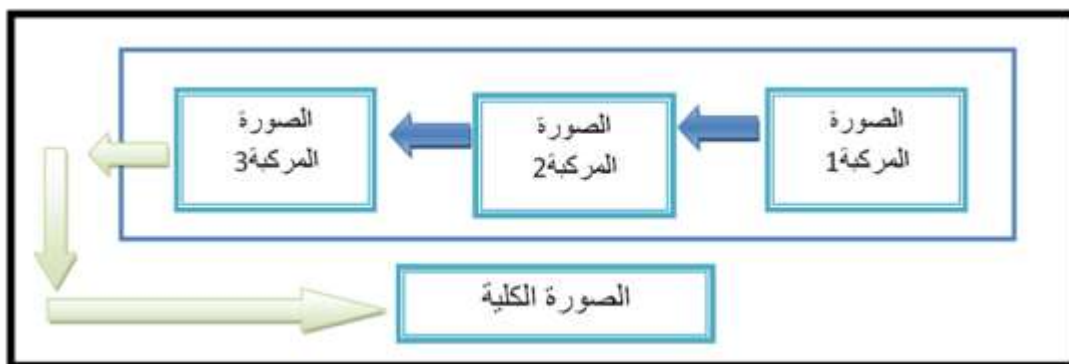 الصورة
المركبة1
الصورة
المركبة2
الصورة
المركبة3
الصورة الكلية